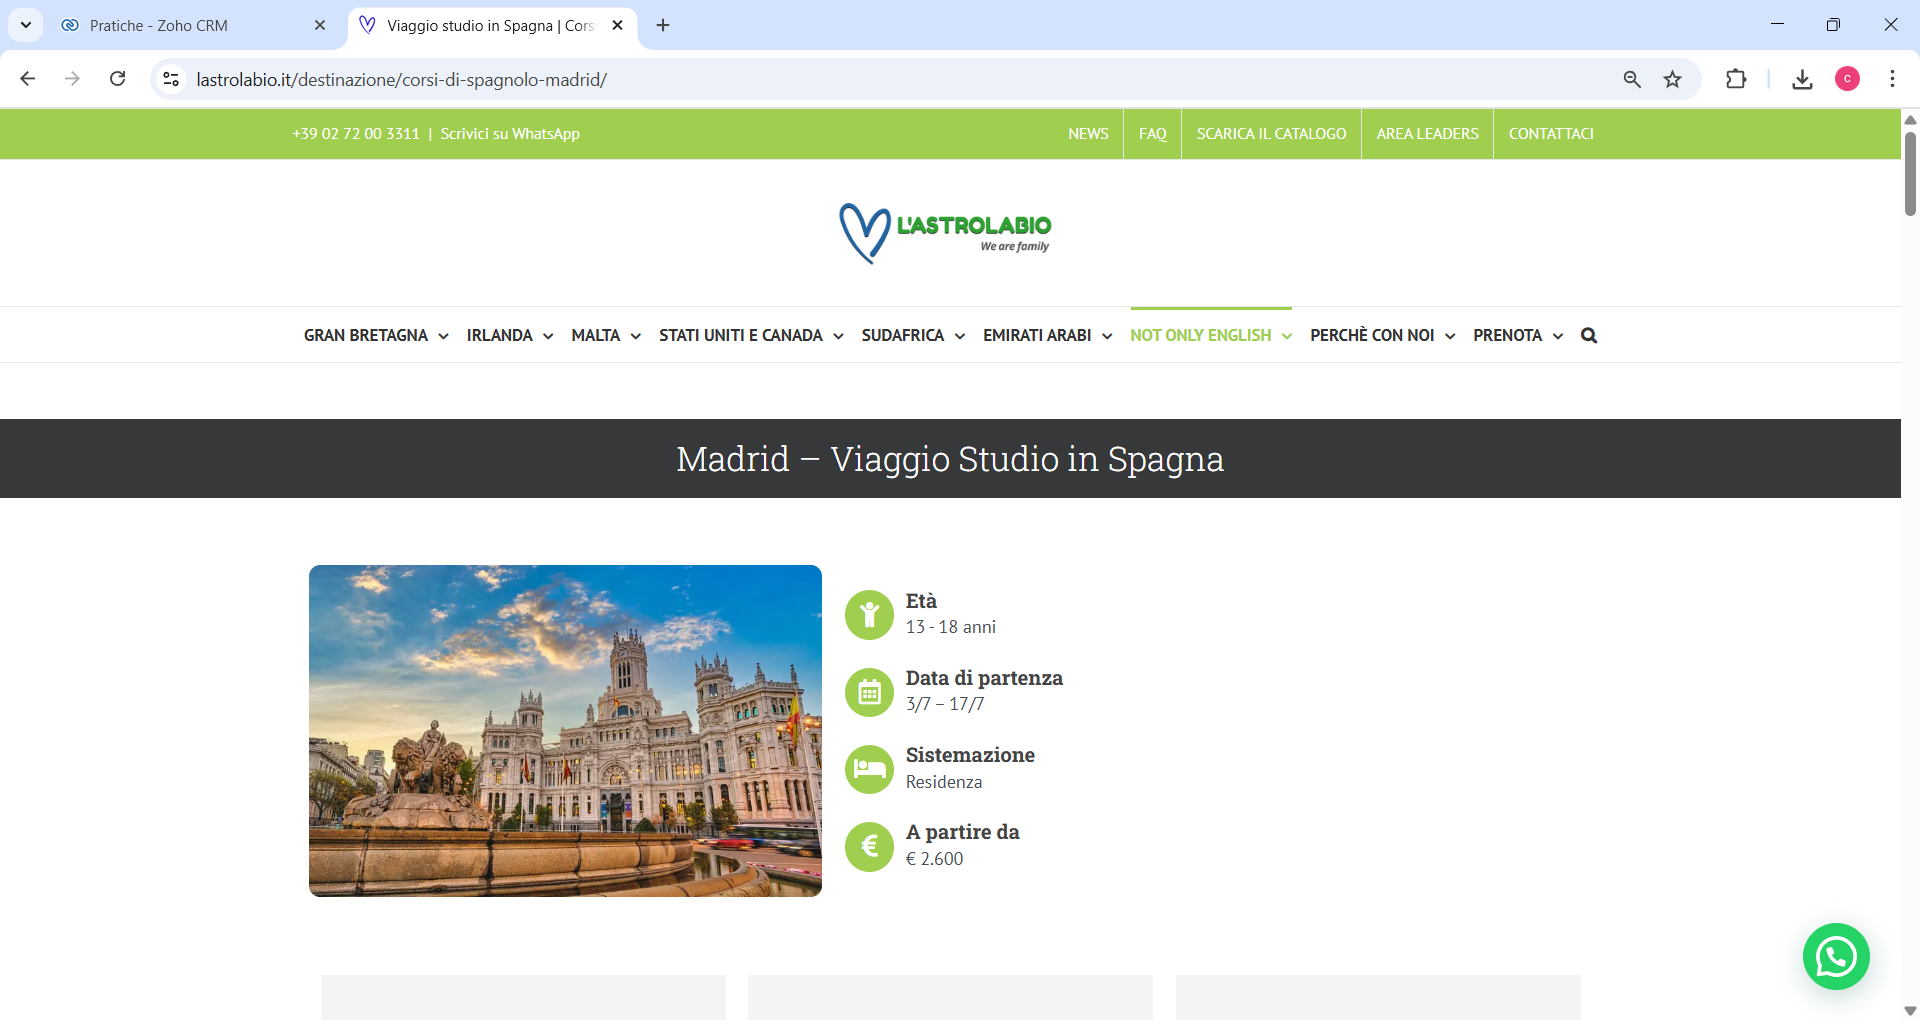 Pratiche - Zoho CRM
Viaggio studio in Spagna | Cors
lastrolabio.it/destinazione/corsi-di-spagnolo-madrid/
C
+39 02 72 00 3311 | Scrivici su WhatsApp
NEWS
FAQ
SCARICA IL CATALOGO
AREA LEADERS
CONTATTACI
L'ASTROLABIO
We are family
GRAN BRETAGNA
IRLANDA
MALTA
STATI UNITI E CANADA
SUDAFRICA
EMIRATI ARABI
NOT ONLY ENGLISH
PERCHÈ CON NOI
PRENOTA
Madrid – Viaggio Studio in Spagna
Età
13 - 18 anni
Data di partenza
3/7 – 17/7
Sistemazione
Residenza
A partire da
€ 2.600